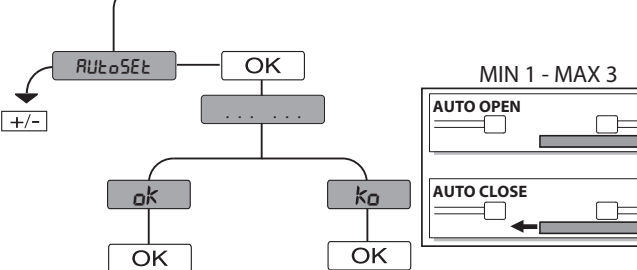 AUtoSEt
OK
+/-
... ...
ok
ko
OK
OK
MIN 1 - MAX 3
AUTO OPEN
AUTO CLOSE